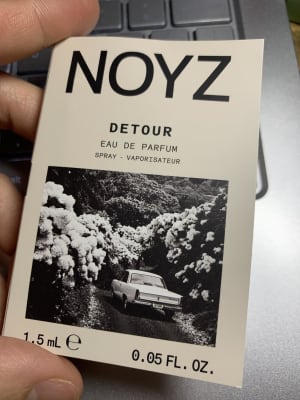 NOYZ
DETOUR
EAU DE PARFUM
SPRAY - VAPORISATEUR
1.5 mL ℮
0.05 FL. OZ.